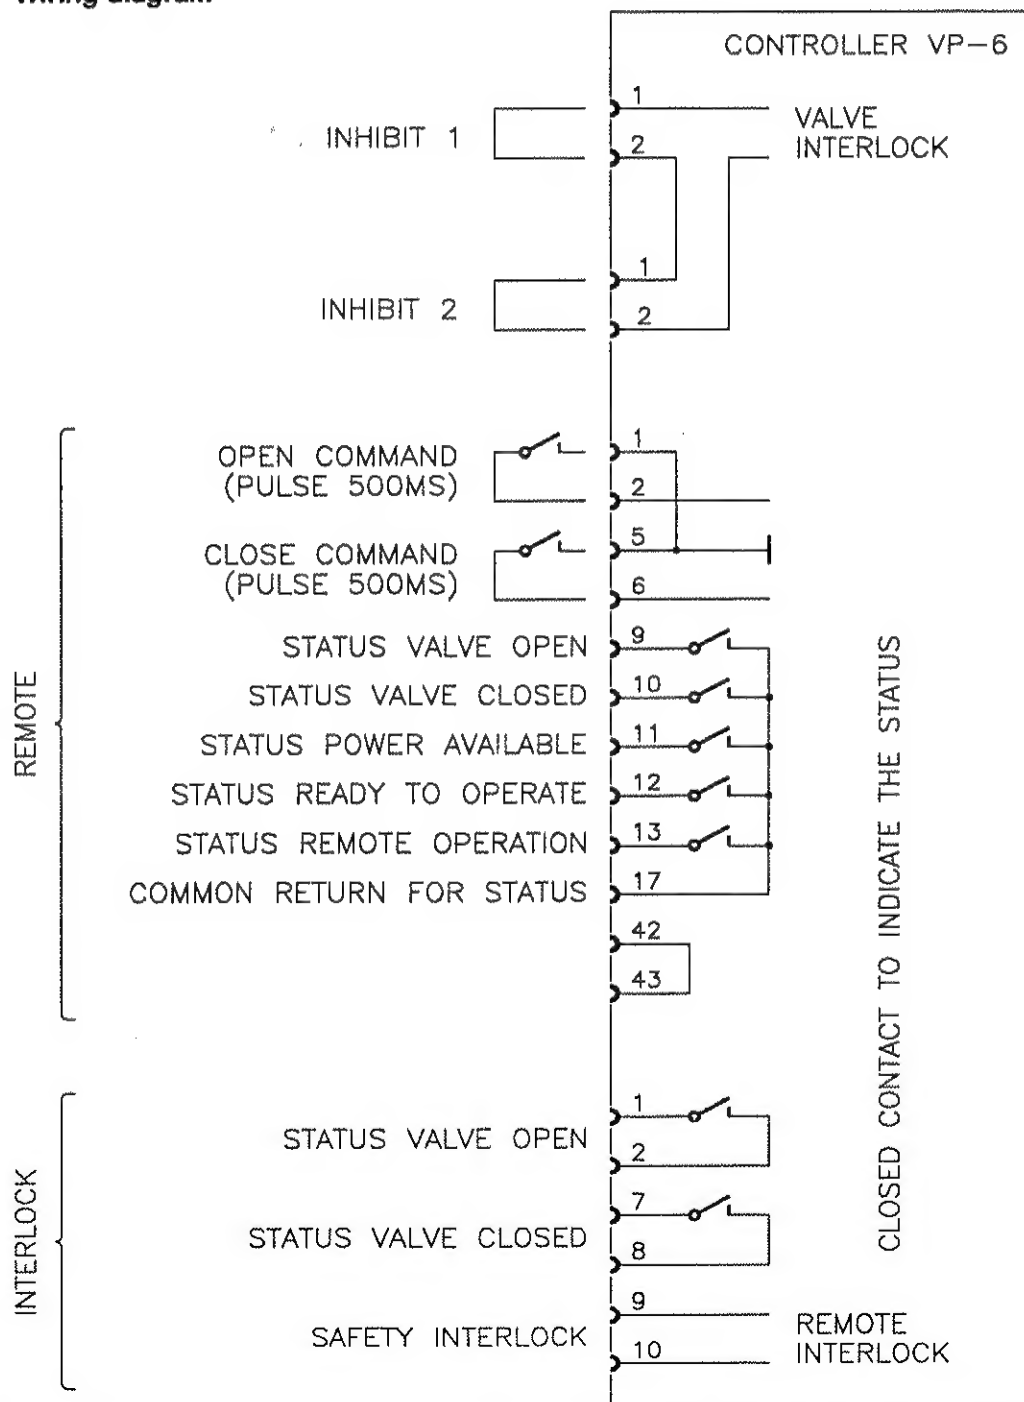 Wiring diagram
CONTROLLER VP-6
INHIBIT 1
1
2
VALVE
INTERLOCK
INHIBIT 2
1
2
REMOTE
OPEN COMMAND
(PULSE 500MS)
1
2
CLOSE COMMAND
(PULSE 500MS)
5
6
STATUS VALVE OPEN
9
STATUS VALVE CLOSED
10
STATUS POWER AVAILABLE
11
STATUS READY TO OPERATE
12
STATUS REMOTE OPERATION
13
COMMON RETURN FOR STATUS
17
42
43
CLOSED CONTACT TO INDICATE THE STATUS
INTERLOCK
STATUS VALVE OPEN
1
2
STATUS VALVE CLOSED
7
8
SAFETY INTERLOCK
9
10
REMOTE
INTERLOCK